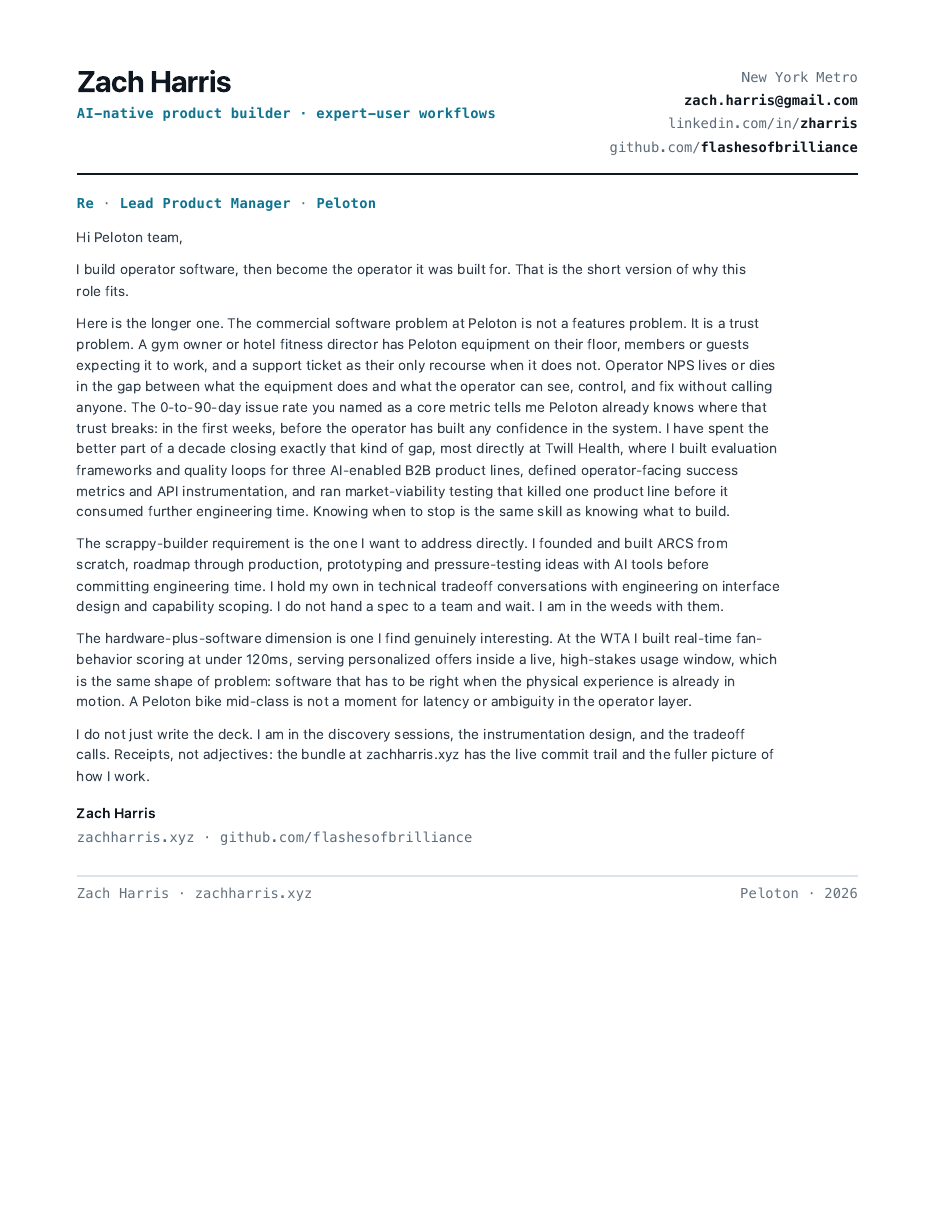 Zach Harris
AI-native product builder · expert-user workflows
New York Metro
zach.harris@gmail.com
linkedin.com/in/zharris
github.com/flashesofbrilliance
Re · Lead Product Manager · Peloton
Hi Peloton team,
I build operator software, then become the operator it was built for. That is the short version of why this
role fits.
Here is the longer one. The commercial software problem at Peloton is not a features problem. It is a trust
problem. A gym owner or hotel fitness director has Peloton equipment on their floor, members or guests
expecting it to work, and a support ticket as their only recourse when it does not. Operator NPS lives or dies
in the gap between what the equipment does and what the operator can see, control, and fix without calling
anyone. The 0-to-90-day issue rate you named as a core metric tells me Peloton already knows where that
trust breaks: in the first weeks, before the operator has built any confidence in the system. I have spent the
better part of a decade closing exactly that kind of gap, most directly at Twill Health, where I built evaluation
frameworks and quality loops for three AI-enabled B2B product lines, defined operator-facing success
metrics and API instrumentation, and ran market-viability testing that killed one product line before it
consumed further engineering time. Knowing when to stop is the same skill as knowing what to build.
The scrappy-builder requirement is the one I want to address directly. I founded and built ARCS from
scratch, roadmap through production, prototyping and pressure-testing ideas with AI tools before
committing engineering time. I hold my own in technical tradeoff conversations with engineering on interface
design and capability scoping. I do not hand a spec to a team and wait. I am in the weeds with them.
The hardware-plus-software dimension is one I find genuinely interesting. At the WTA I built real-time fan-
behavior scoring at under 120ms, serving personalized offers inside a live, high-stakes usage window, which
is the same shape of problem: software that has to be right when the physical experience is already in
motion. A Peloton bike mid-class is not a moment for latency or ambiguity in the operator layer.
I do not just write the deck. I am in the discovery sessions, the instrumentation design, and the tradeoff
calls. Receipts, not adjectives: the bundle at zachharris.xyz has the live commit trail and the fuller picture of
how I work.
Zach Harris
zachharris.xyz · github.com/flashesofbrilliance
Zach Harris · zachharris.xyz
Peloton · 2026